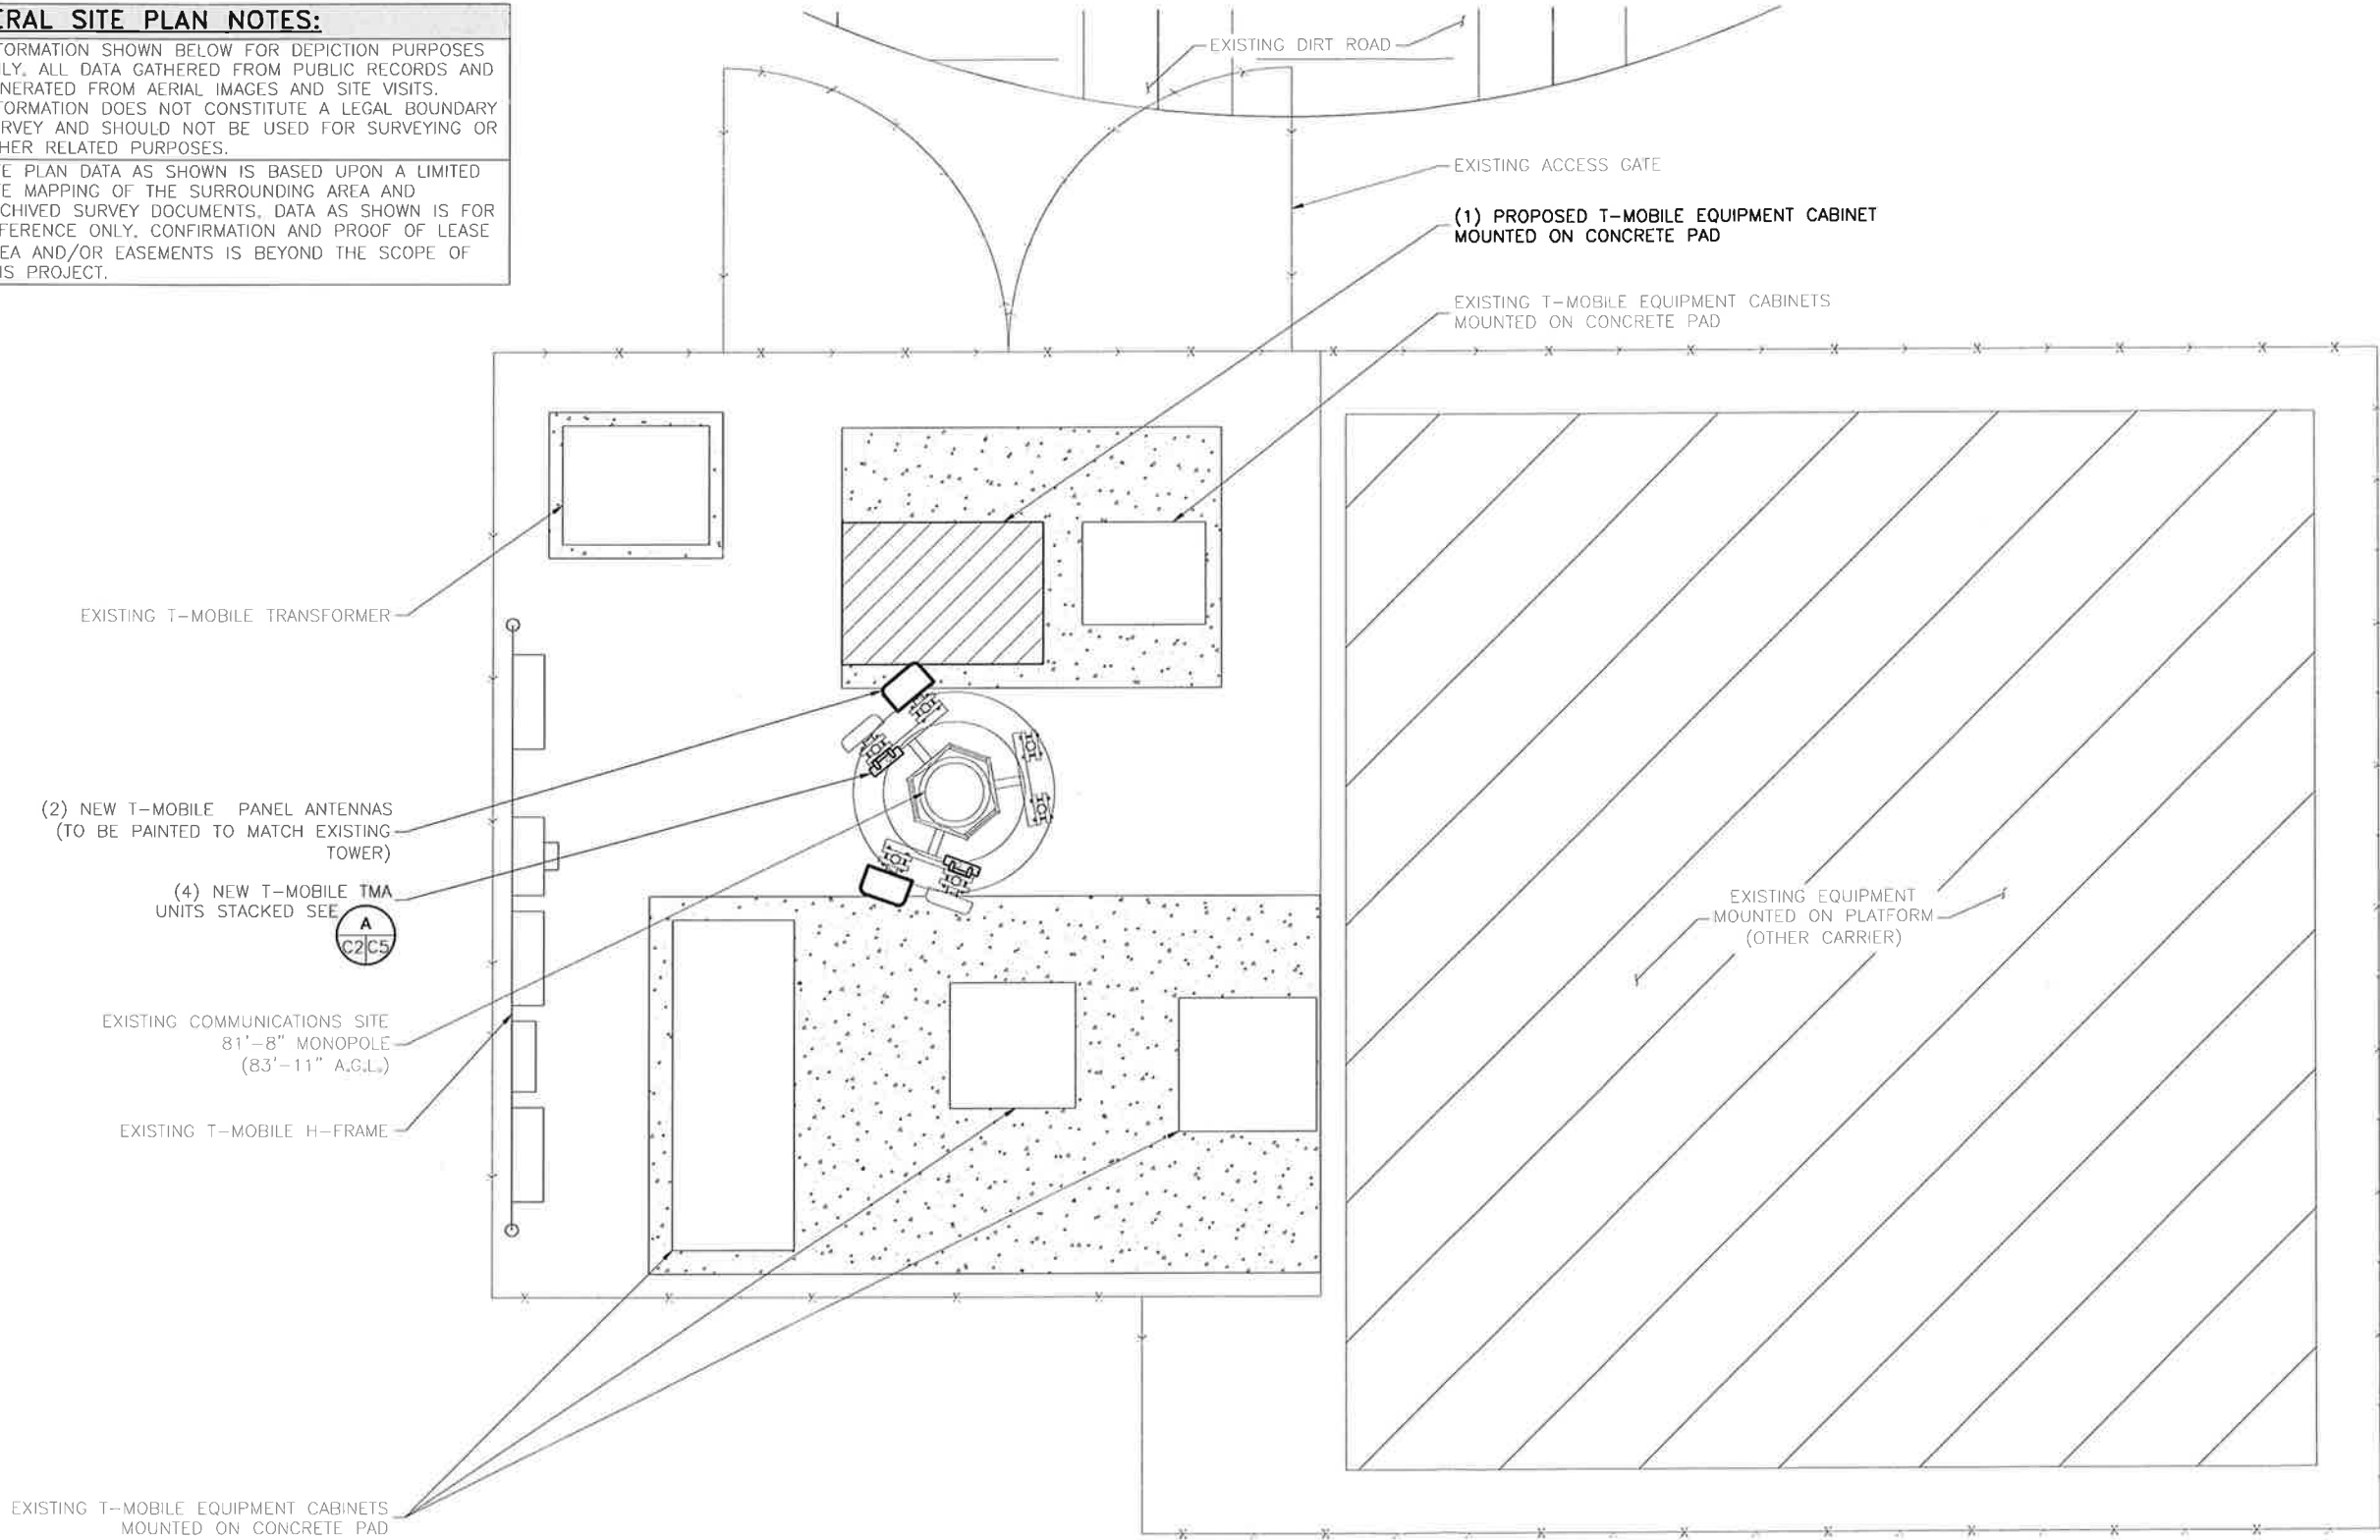 ERAL SITE PLAN NOTES:
FORMATION SHOWN BELOW FOR DEPICTION PURPOSES
LY. ALL DATA GATHERED FROM PUBLIC RECORDS AND
NERATED FROM AERIAL IMAGES AND SITE VISITS.
FORMATION DOES NOT CONSTITUTE A LEGAL BOUNDARY
RVEY AND SHOULD NOT BE USED FOR SURVEYING OR
HER RELATED PURPOSES.
E PLAN DATA AS SHOWN IS BASED UPON A LIMITED
E MAPPING OF THE SURROUNDING AREA AND
CHIVED SURVEY DOCUMENTS. DATA AS SHOWN IS FOR
FERENCE ONLY. CONFIRMATION AND PROOF OF LEASE
EA AND/OR EASEMENTS IS BEYOND THE SCOPE OF
IS PROJECT.
EXISTING DIRT ROAD
EXISTING ACCESS GATE
(1) PROPOSED T-MOBILE EQUIPMENT CABINET
MOUNTED ON CONCRETE PAD
EXISTING T-MOBILE EQUIPMENT CABINETS
MOUNTED ON CONCRETE PAD
EXISTING T-MOBILE TRANSFORMER
(2) NEW T-MOBILE PANEL ANTENNAS
(TO BE PAINTED TO MATCH EXISTING
TOWER)
(4) NEW T-MOBILE TMA
UNITS STACKED SEE
A
C2 C5
EXISTING COMMUNICATIONS SITE
81'-8" MONOPOLE
(83'-11" A.G.L.)
EXISTING T-MOBILE H-FRAME
EXISTING EQUIPMENT
MOUNTED ON PLATFORM
(OTHER CARRIER)
EXISTING T-MOBILE EQUIPMENT CABINETS
MOUNTED ON CONCRETE PAD